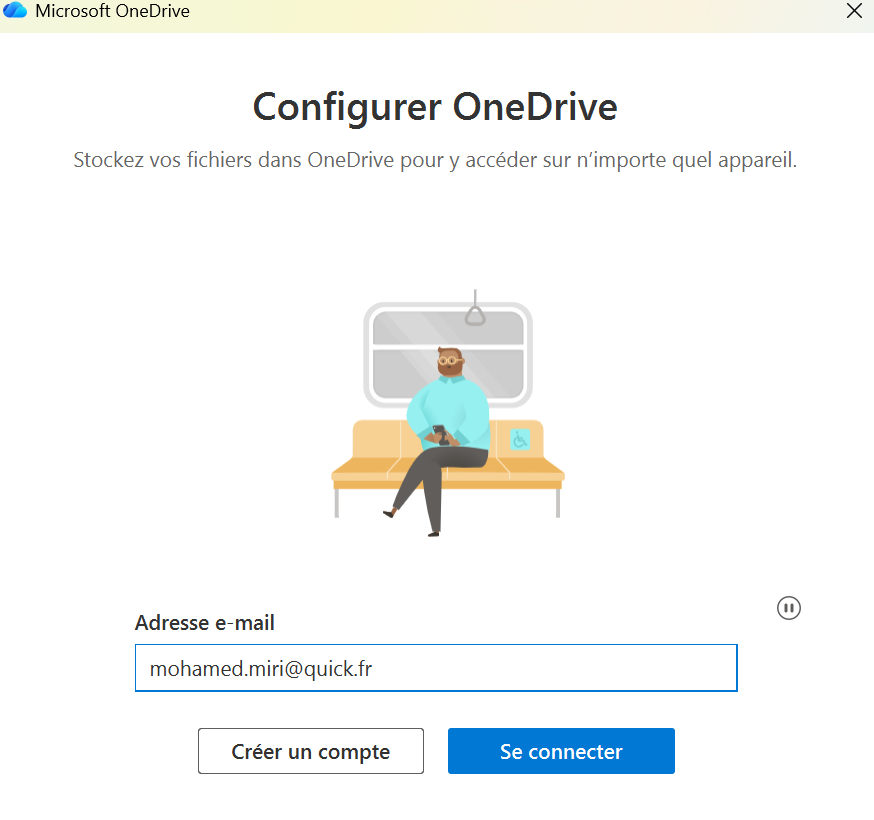 Microsoft OneDrive
Configurer OneDrive
Stockez vos fichiers dans OneDrive pour y accéder sur n’importe quel appareil.
Adresse e-mail
mohamed.miri@quick.fr
Créer un compte
Se connecter